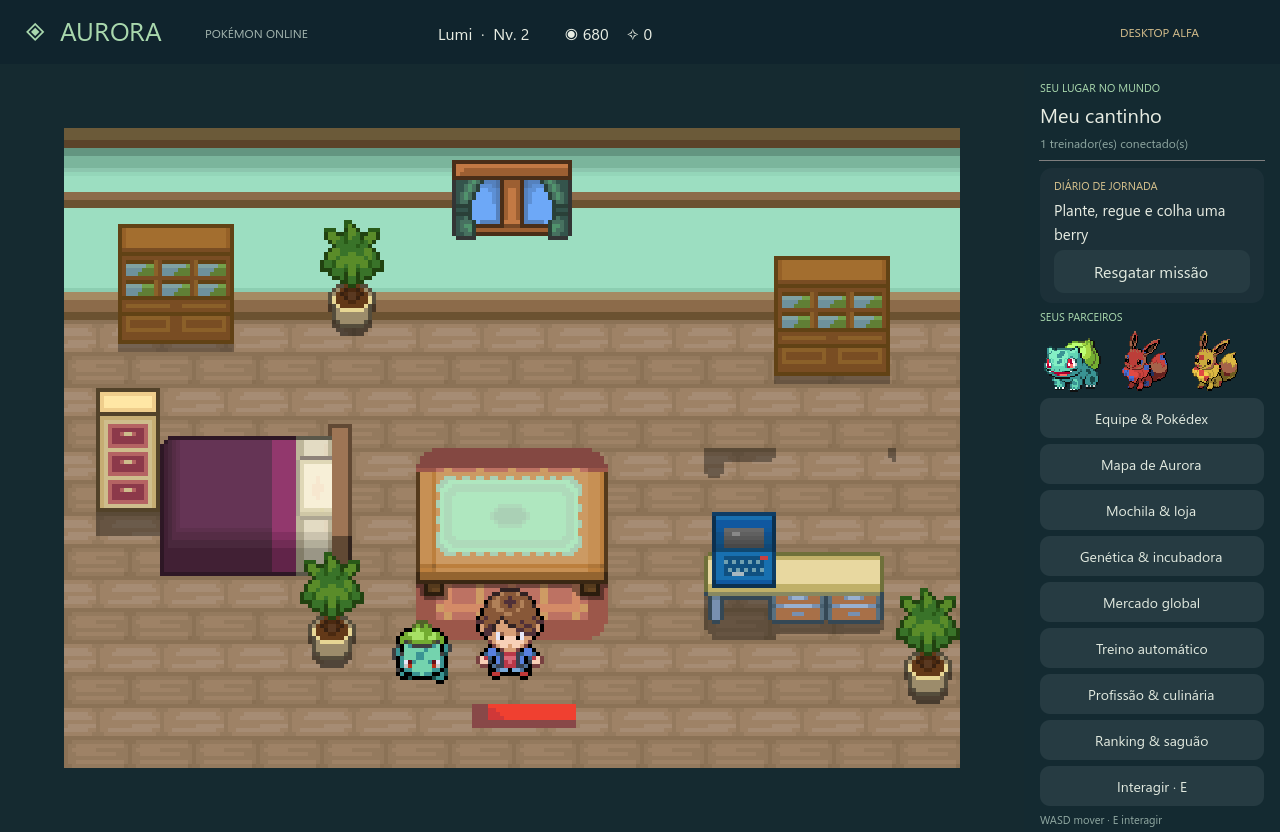 AURORA
POKÉMON ONLINE
Lumi · Nv. 2
680
0
DESKTOP ALFA
SEU LUGAR NO MUNDO
Meu cantinho
1 treinador(es) conectado(s)
DIÁRIO DE JORNADA
Plante, regue e colha uma
berry
Resgatar missão
SEUS PARCEIROS
Equipe & Pokédex
Mapa de Aurora
Mochila & loja
Genética & incubadora
Mercado global
Treino automático
Profissão & culinária
Ranking & saguão
Interagir · E
WASD mover · E interagir